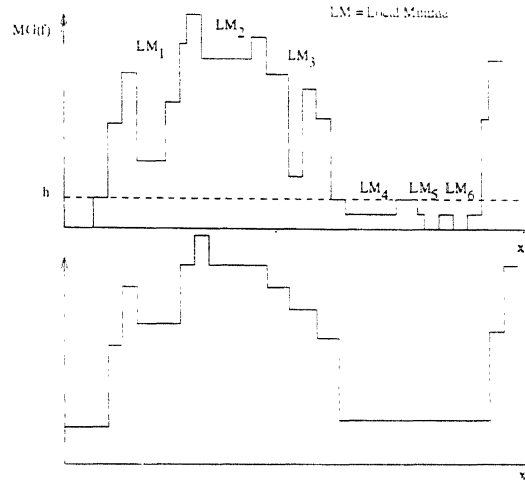 LM = Local Minima
MG(f)
LM1
LM2
LM3
h
LM4
LM5
LM6
x
x